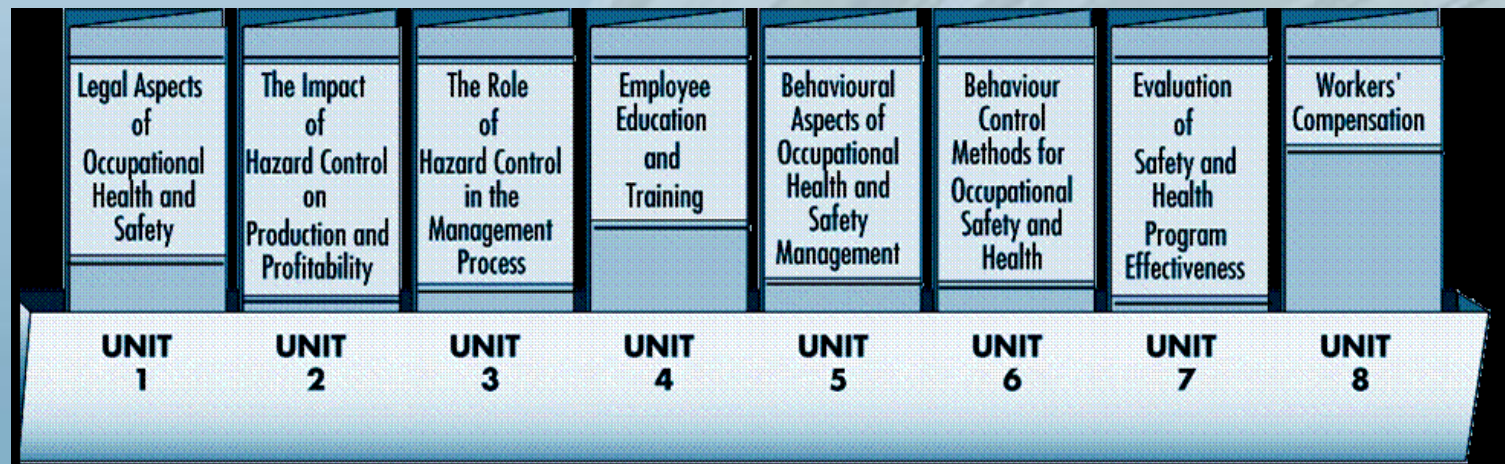 Legal Aspects
of
Occupational
Health and
Safety
The Impact
of
Hazard Control
on
Production and
Profitability
The Role
of
Hazard Control
in the
Management
Process
Employee
Education
and
Training
Behavioural
Aspects of
Occupational
Health and
Safety
Management
Behaviour
Control
Methods for
Occupational
Safety and
Health
Evaluation
of
Safety and
Health
Program
Effectiveness
Workers'
Compensation
UNIT
1
UNIT
2
UNIT
3
UNIT
4
UNIT
5
UNIT
6
UNIT
7
UNIT
8